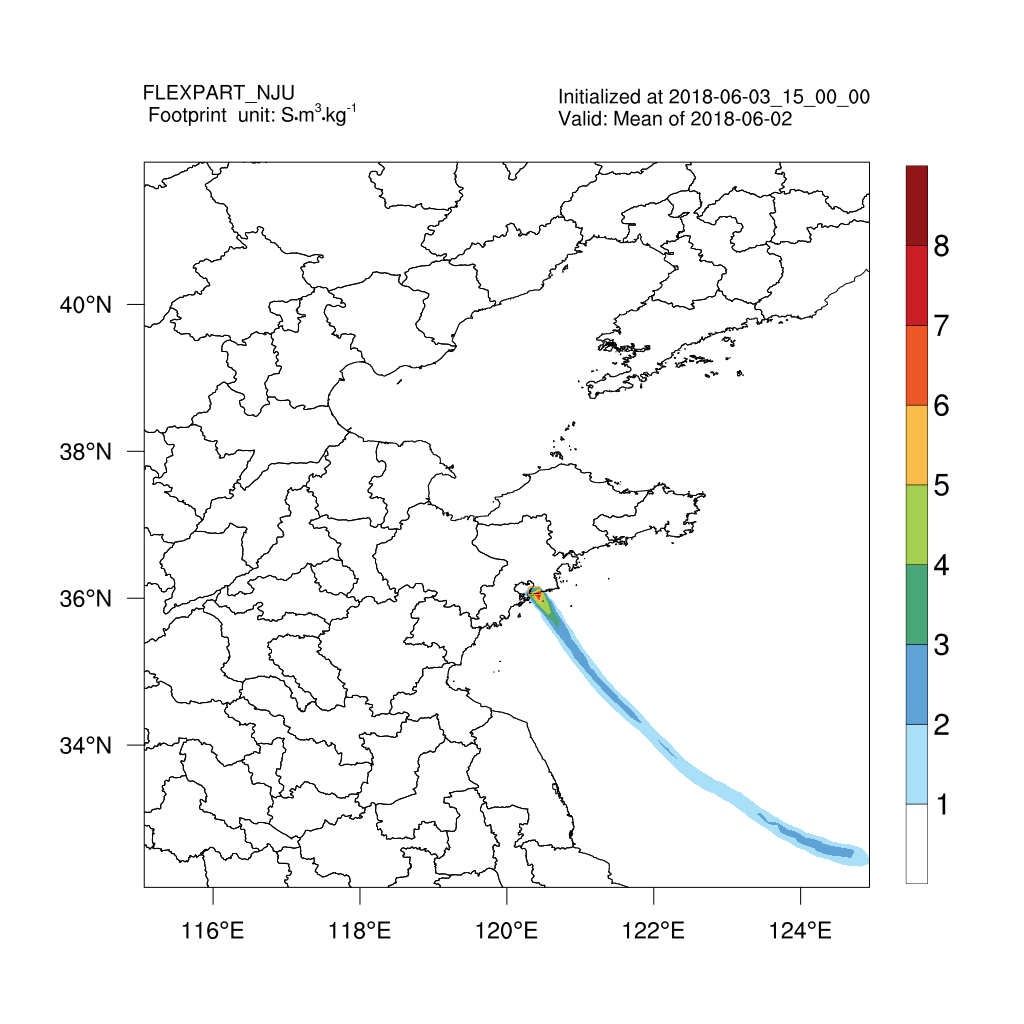 FLEXPART_NJU
Footprint unit: S•m³•kg⁻¹
Initialized at 2018-06-03_15_00_00
Valid: Mean of 2018-06-02
40°N
38°N
36°N
34°N
116°E
118°E
120°E
122°E
124°E
8
7
6
5
4
3
2
1